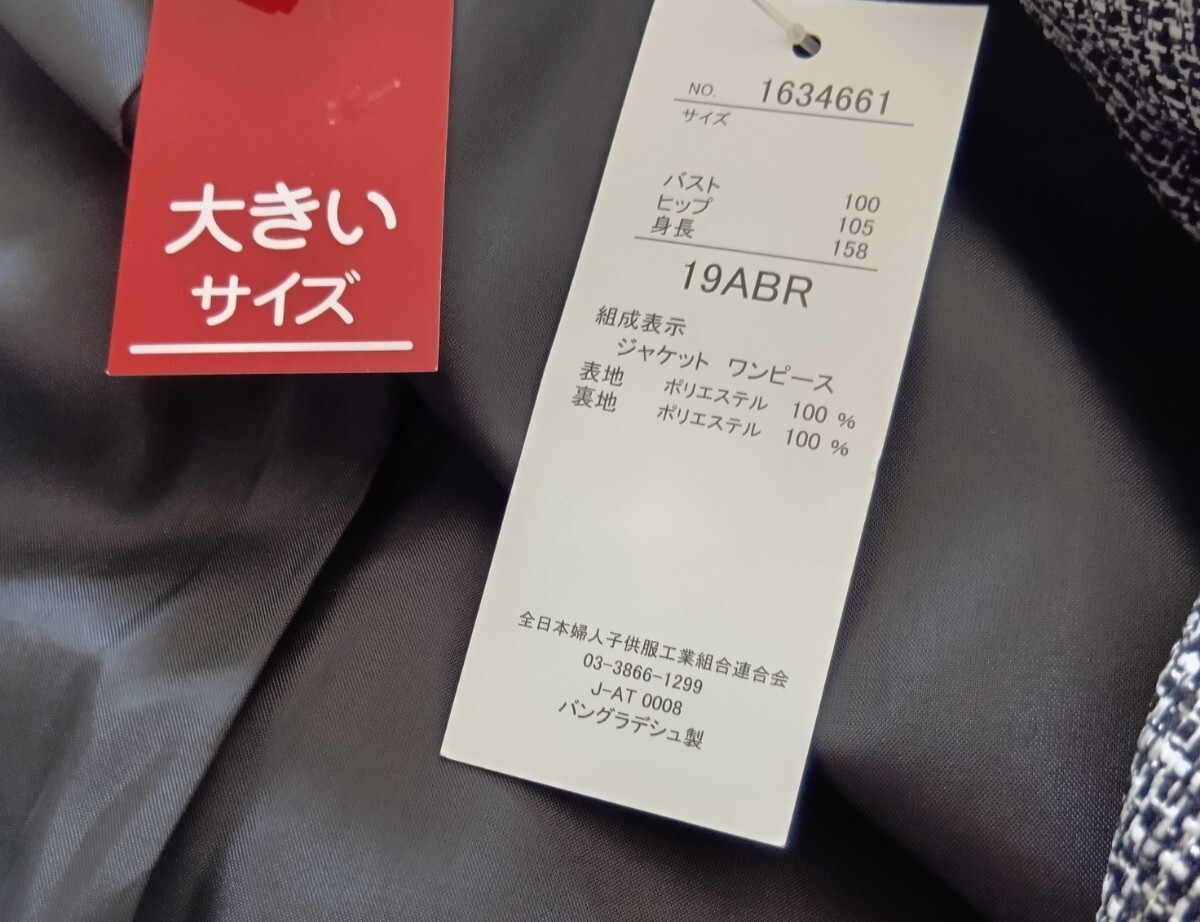 大きい
サイズ
NO. 1634661
サイズ
バスト 100
ヒップ 105
身長 158
19ABR
組成表示
ジャケット ワンピース
表地 ポリエステル 100 %
裏地 ポリエステル 100 %
全日本婦人子供服工業組合連合会
03-3866-1299
J-AT 0008
バングラデシュ製